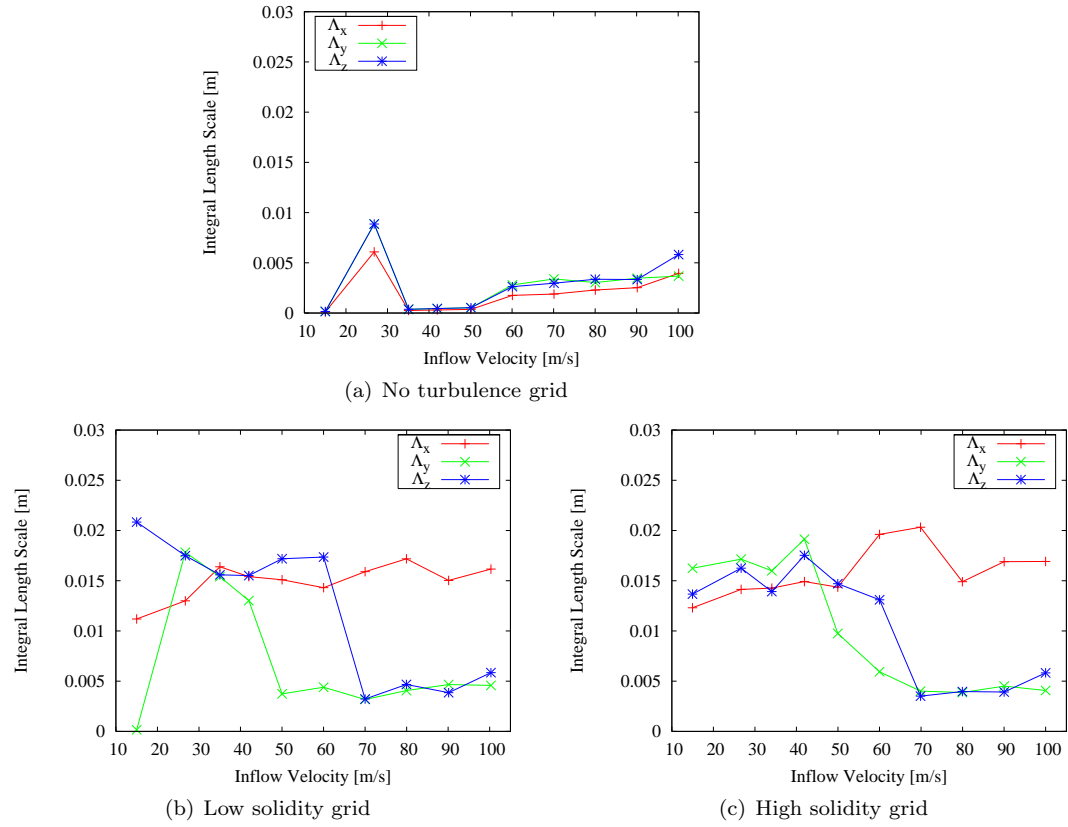 0.03
0.025
0.02
0.015
0.01
0.005
0
Integral Length Scale [m]
Λx
Λy
Λz
10 20 30 40 50 60 70 80 90 100
Inflow Velocity [m/s]
(a) No turbulence grid
0.03
0.025
0.02
0.015
0.01
0.005
0
Integral Length Scale [m]
Λx
Λy
Λz
10 20 30 40 50 60 70 80 90 100
Inflow Velocity [m/s]
(b) Low solidity grid
0.03
0.025
0.02
0.015
0.01
0.005
0
Integral Length Scale [m]
Λx
Λy
Λz
10 20 30 40 50 60 70 80 90 100
Inflow Velocity [m/s]
(c) High solidity grid